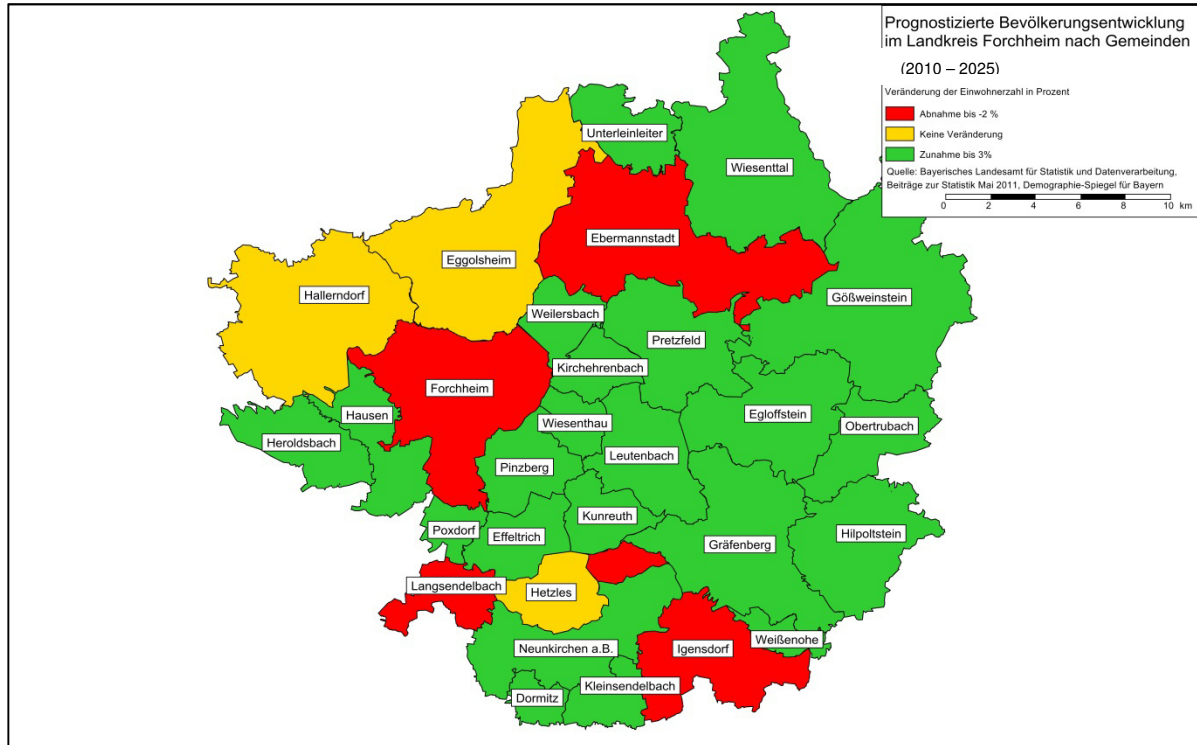 Prognostizierte Bevölkerungsentwicklung
im Landkreis Forchheim nach Gemeinden
(2010 – 2025)
Veränderung der Einwohnerzahl in Prozent
Abnahme bis -2 %
Keine Veränderung
Zunahme bis 3%
Quelle: Bayerisches Landesamt für Statistik und Datenverarbeitung,
Beiträge zur Statistik Mai 2011, Demographie-Spiegel für Bayern
0 2 4 6 8 10 km
Unterleinleiter
Wiesenttal
Ebermannstadt
Eggolsheim
Hallerndorf
Gößweinstein
Weilersbach
Pretzfeld
Kirchehrenbach
Forchheim
Hausen
Egloffstein
Wiesenthau
Obertrubach
Heroldsbach
Leutenbach
Pinzberg
Kunreuth
Poxdorf
Effeltrich
Hilpoltstein
Gräfenberg
Langsendelbach
Hetzles
Weißenohe
Neunkirchen a.B.
Igensdorf
Kleinsendelbach
Dormitz